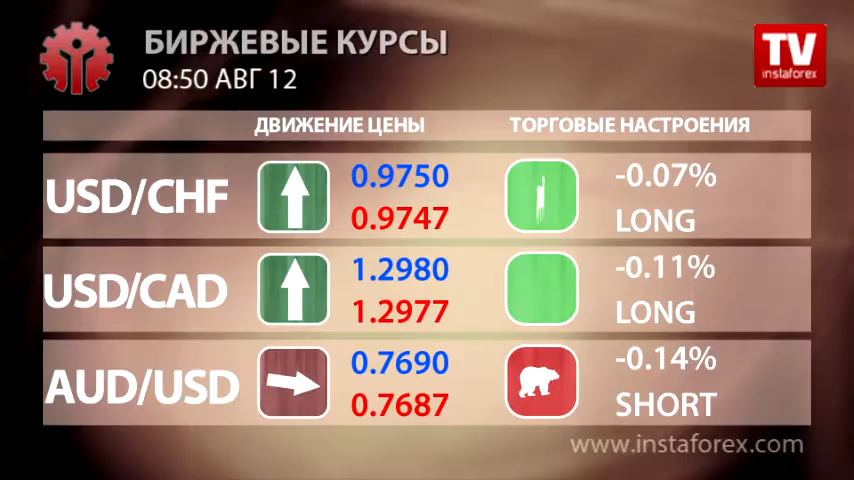 БИРЖЕВЫЕ КУРСЫ
08:50 АВГ 12
TV
instaforex
ДВИЖЕНИЕ ЦЕНЫ ТОРГОВЫЕ НАСТРОЕНИЯ
USD/CHF
0.9750
0.9747
-0.07%
LONG
USD/CAD
1.2980
1.2977
-0.11%
LONG
AUD/USD
0.7690
0.7687
-0.14%
SHORT
www.instaforex.com